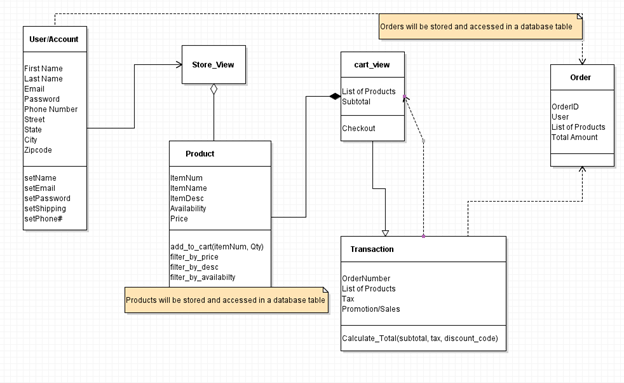 Orders will be stored and accessed in a database table
User/Account
First Name
Last Name
Email
Password
Phone Number
Street
State
City
Zipcode
setName
setEmail
setPassword
setShipping
setPhone#
Store_View
Product
ItemNum
ItemName
ItemDesc
Availability
Price
add_to_cart(itemNum, Qty)
filter_by_price
filter_by_desc
filter_by_availabilty
Products will be stored and accessed in a database table
cart_view
List of Products
Subtotal
Checkout
Order
OrderID
User
List of Products
Total Amount
Transaction
OrderNumber
List of Products
Tax
Promotion/Sales
Calculate_Total(subtotal, tax, discount_code)